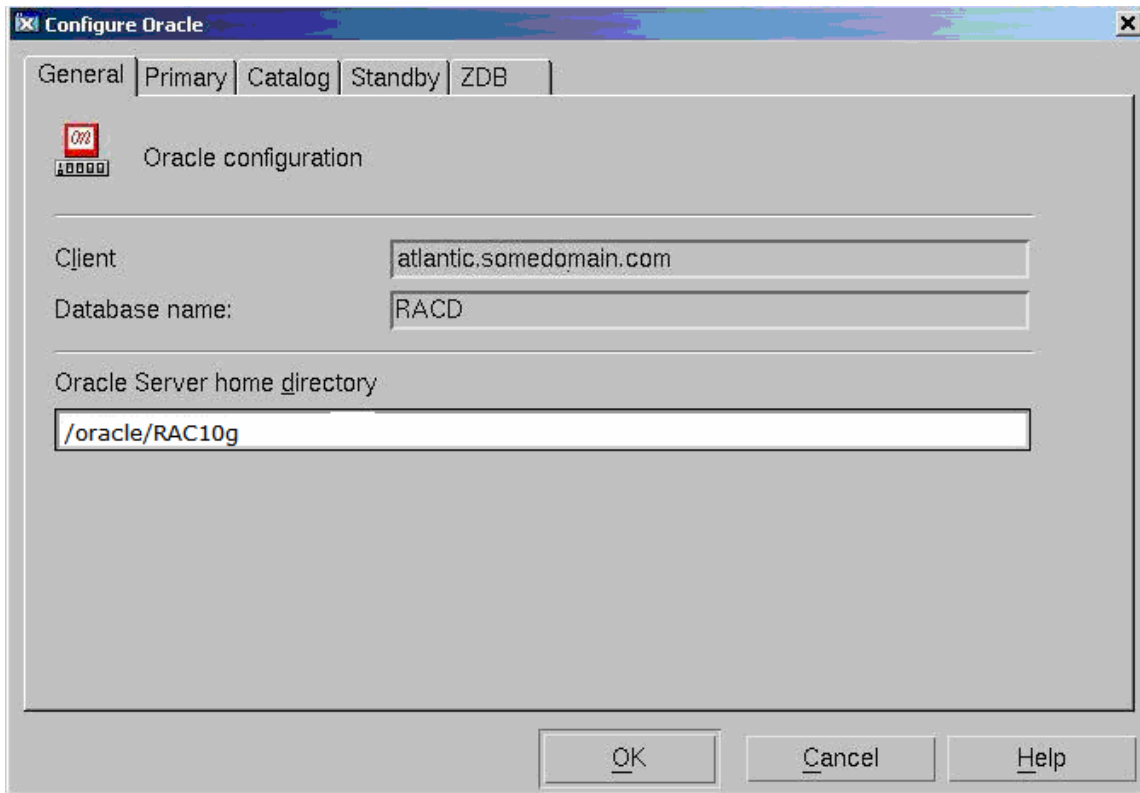 Configure Oracle
General Primary Catalog Standby ZDB
Oracle configuration
Client atlantic.somedomain.com
Database name: RACD
Oracle Server home directory
/oracle/RAC10g
OK Cancel Help